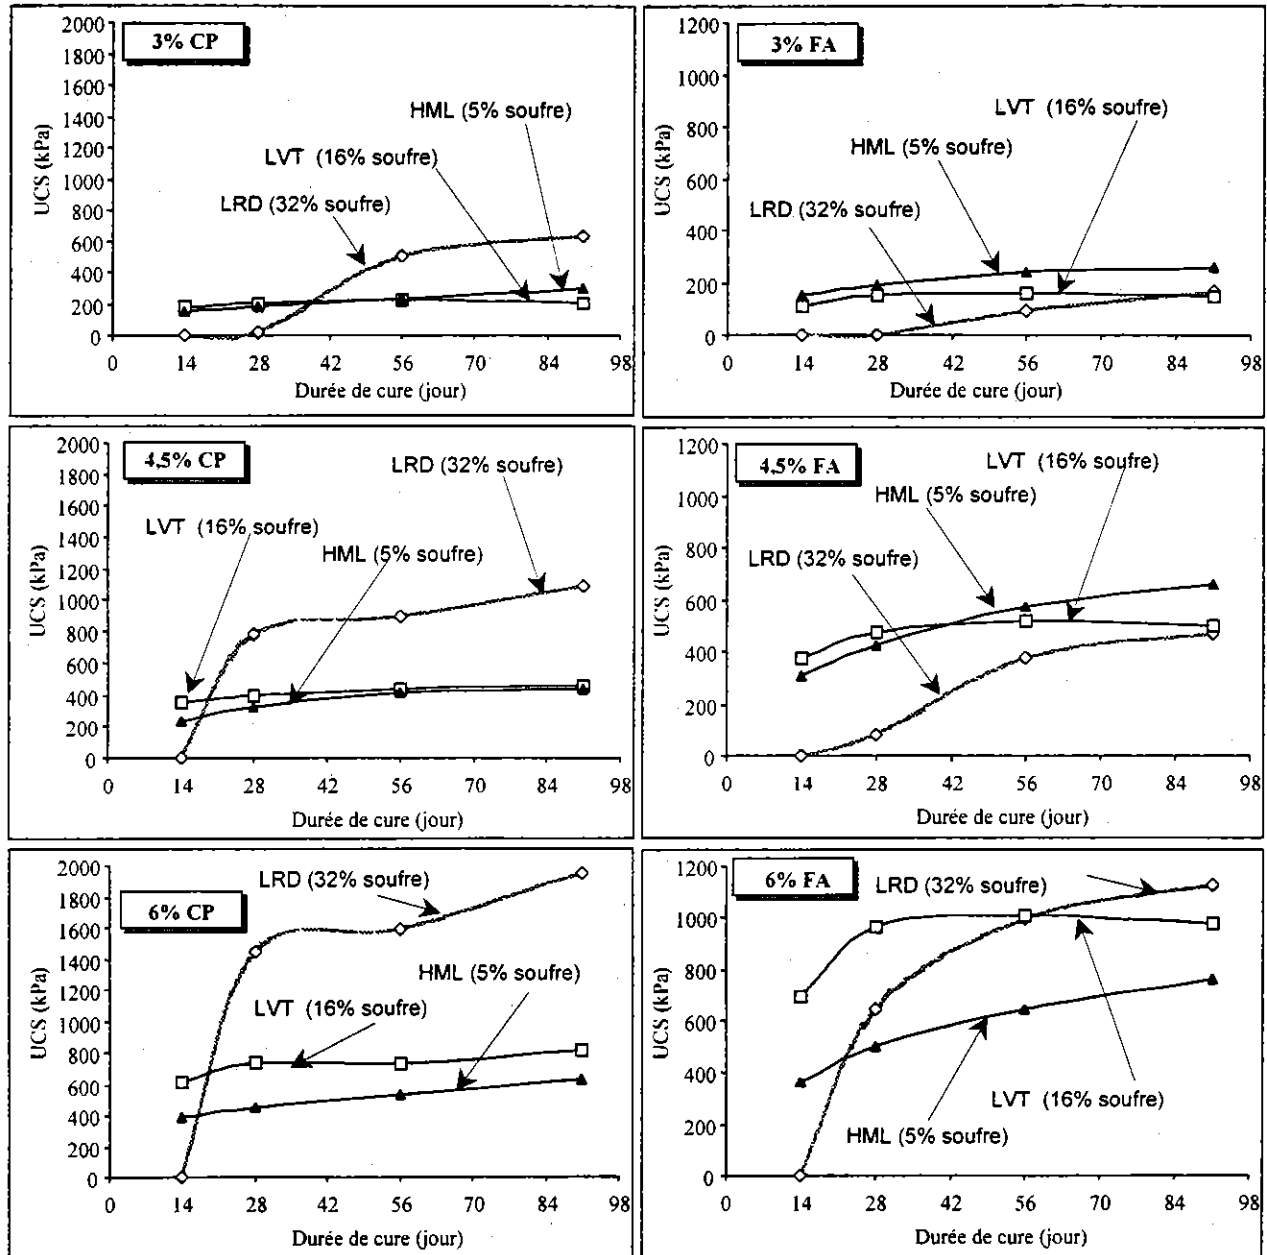 3% CP
UCS (kPa)
2000
1800
1600
1400
1200
1000
800
600
400
200
0
HML (5% soufre)
LVT (16% soufre)
LRD (32% soufre)
0 14 28 42 56 70 84 98
Durée de cure (jour)
3% FA
UCS (kPa)
1200
1000
800
600
400
200
0
LVT (16% soufre)
HML (5% soufre)
LRD (32% soufre)
0 14 28 42 56 70 84 98
Durée de cure (jour)
4,5% CP
UCS (kPa)
2000
1800
1600
1400
1200
1000
800
600
400
200
0
LRD (32% soufre)
LVT (16% soufre)
HML (5% soufre)
0 14 28 42 56 70 84 98
Durée de cure (jour)
4,5% FA
UCS (kPa)
1200
1000
800
600
400
200
0
LVT (16% soufre)
HML (5% soufre)
LRD (32% soufre)
0 14 28 42 56 70 84 98
Durée de cure (jour)
6% CP
UCS (kPa)
2000
1800
1600
1400
1200
1000
800
600
400
200
0
LRD (32% soufre)
HML (5% soufre)
LVT (16% soufre)
0 14 28 42 56 70 84 98
Durée de cure (jour)
6% FA
UCS (kPa)
1200
1000
800
600
400
200
0
LRD (32% soufre)
LVT (16% soufre)
HML (5% soufre)
0 14 28 42 56 70 84 98
Durée de cure (jour)